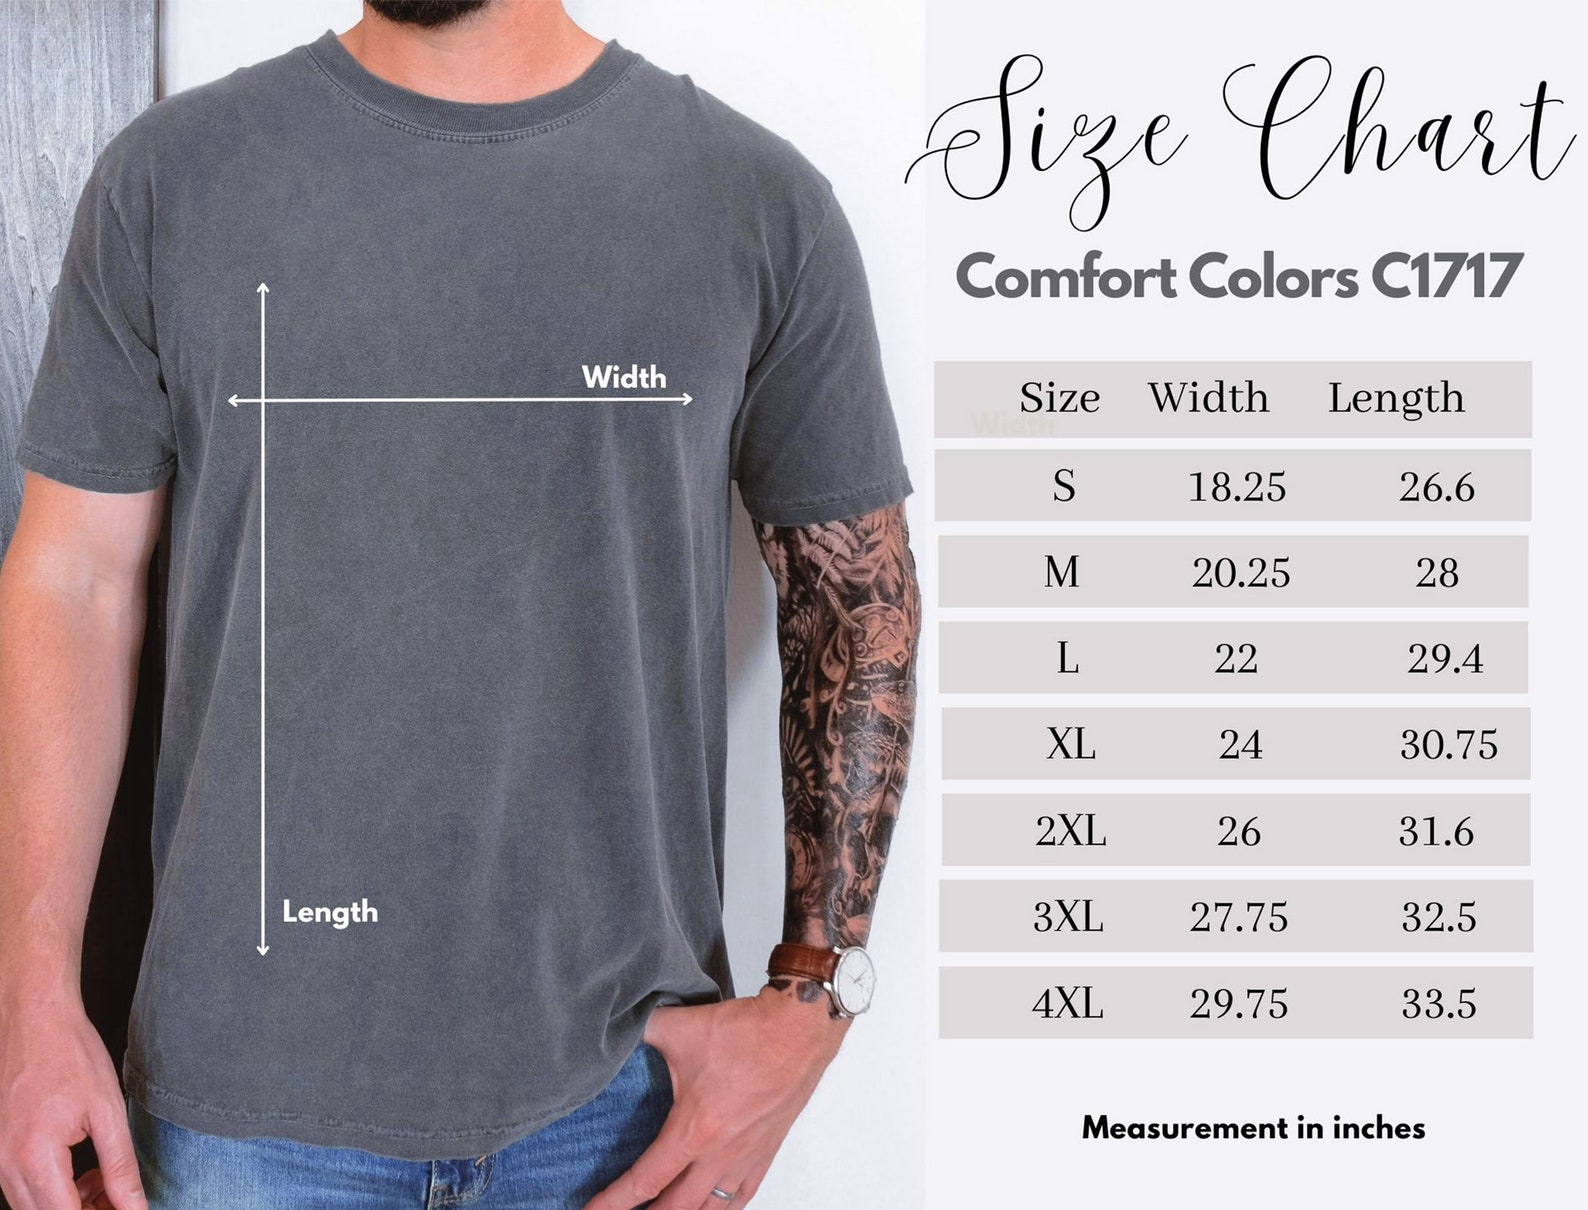 Size Chart
Comfort Colors C1717
Size Width Length
Width
S 18.25 26.6
M 20.25 28
L 22 29.4
XL 24 30.75
2XL 26 31.6
3XL 27.75 32.5
4XL 29.75 33.5
Measurement in inches
Width
Length